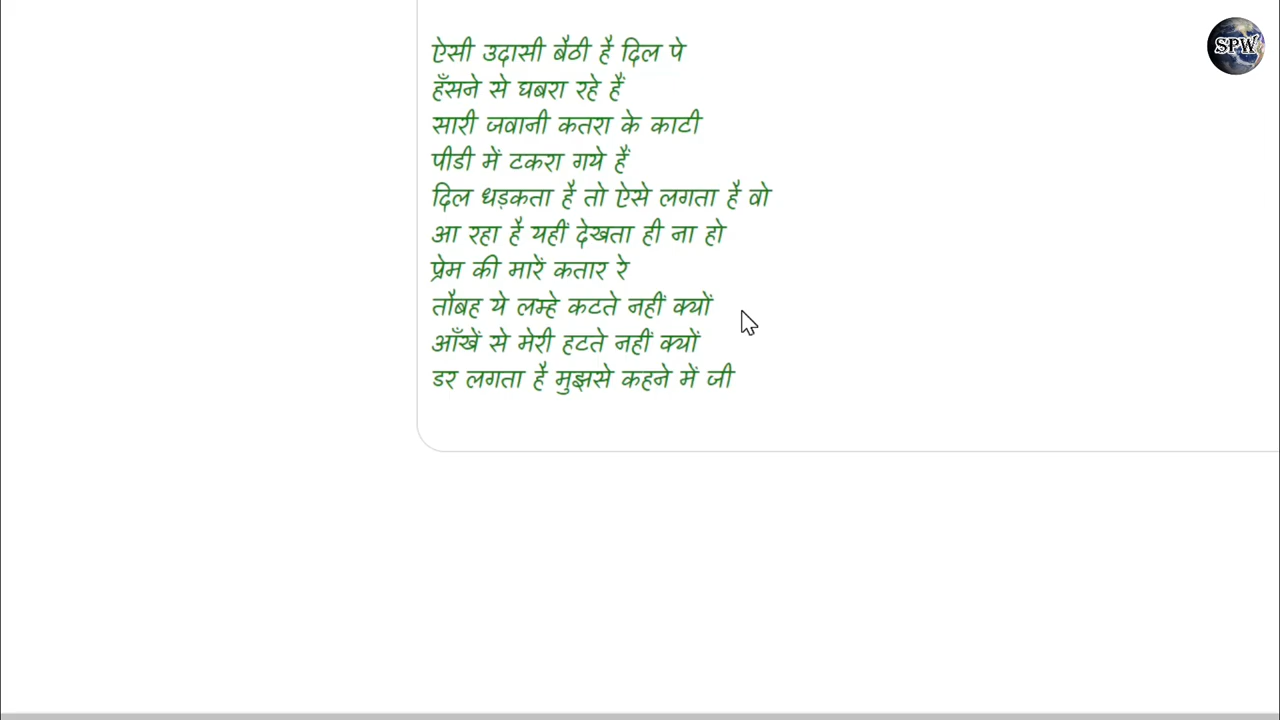 ऐसी उदासी बैठी है दिल पे
हँसने से घबरा रहे हैं
सारी जवानी कतरा के काटी
पीडी में टकरा गये हैं
दिल धड़कता है तो ऐसे लगता है वो
आ रहा है यहीं देखता ही ना हो
प्रेम की मारें कतार रे
तौबह ये लम्हे कटते नहीं क्यों
आँखें से मेरी हटते नहीं क्यों
डर लगता है मुझसे कहने में जी
SPW